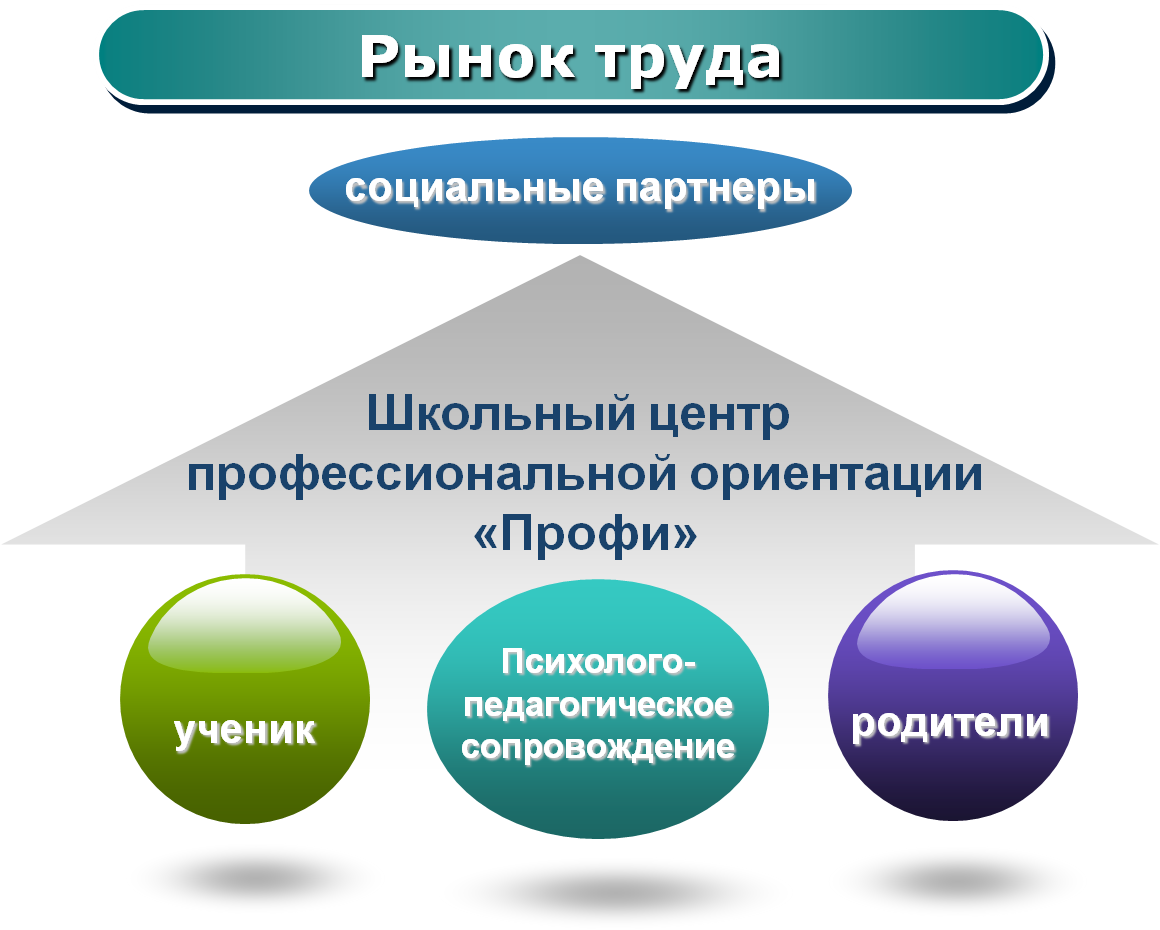 Рынок труда
социальные партнеры
Школьный центр
профессиональной ориентации
«Профи»
ученик
Психолого-
педагогическое
сопровождение
родители